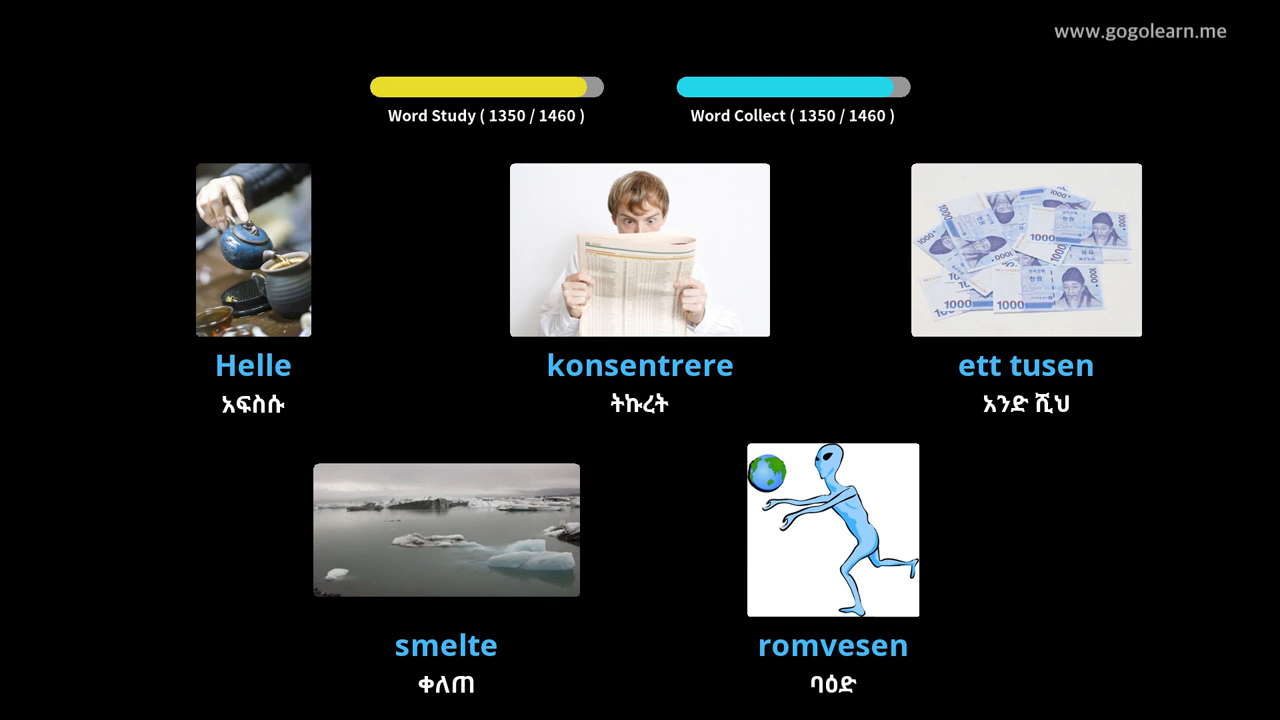 www.gogolearn.me
Word Study ( 1350 / 1460 )
Word Collect ( 1350 / 1460 )
Helle
አፍስሱ
konsentrere
ትኩረት
ett tusen
አንድ ሺህ
smelte
ቀለጠ
romvesen
ባዕድ